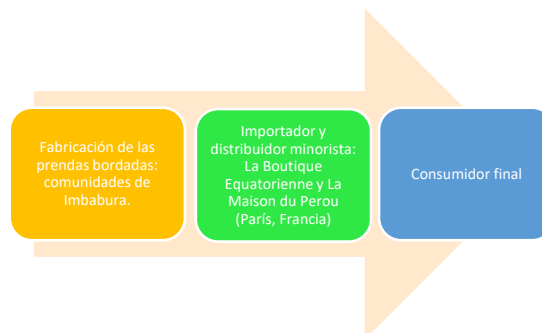 Fabricación de las
prendas bordadas:
comunidades de
Imbabura.
Importador y
distribuidor minorista:
La Boutique
Equatorienne y La
Maison du Perou
(París, Francia)
Consumidor final